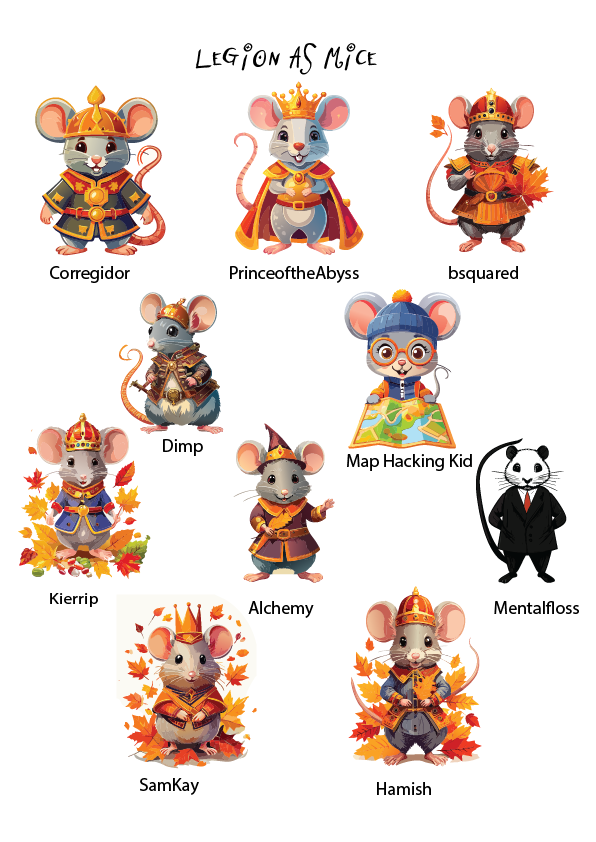 Legion as Mice
Corregidor
PrinceoftheAbyss
bsquared
Dimp
Map Hacking Kid
Kierrip
Alchemy
Mentalfloss
SamKay
Hamish